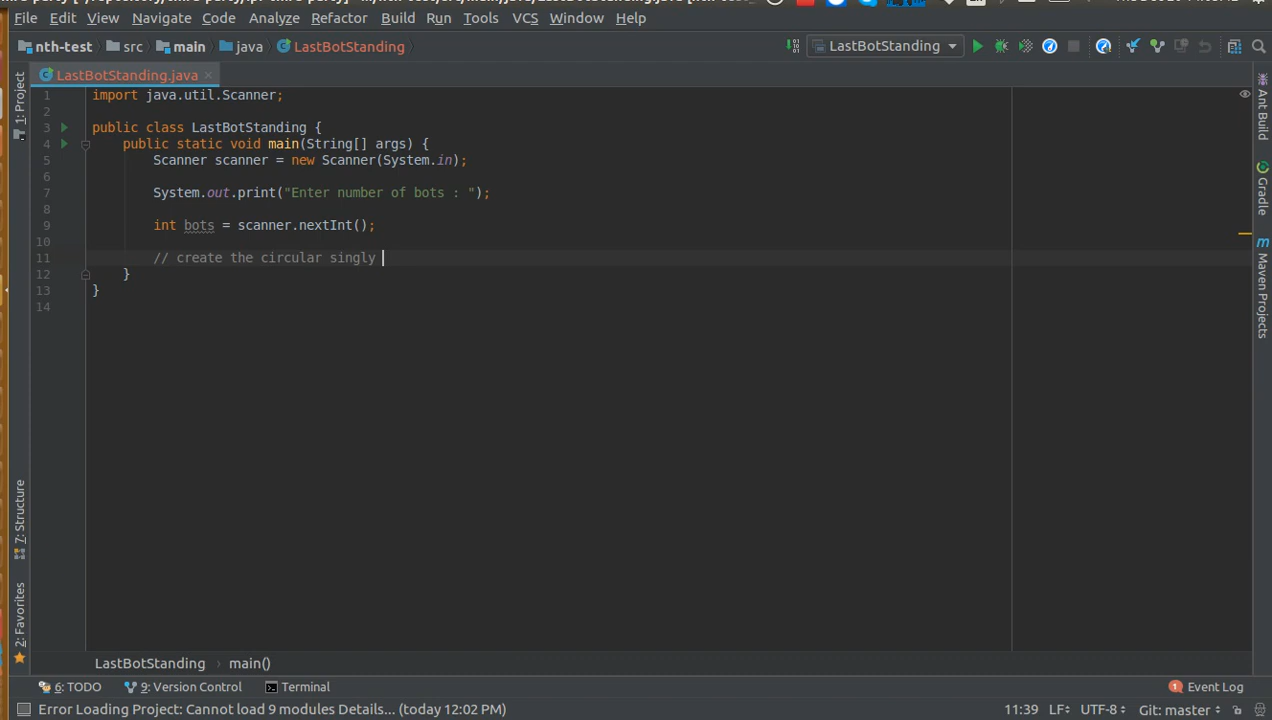 File Edit View Navigate Code Analyze Refactor Build Run Tools VCS Window Help
nth-test src main java LastBotStanding LastBotStanding
LastBotStanding.java
1 import java.util.Scanner;
2
3 public class LastBotStanding {
4 public static void main(String[] args) {
5 Scanner scanner = new Scanner(System.in);
6
7 System.out.print("Enter number of bots : ");
8
9 int bots = scanner.nextInt();
10
11 // create the circular singly
12 }
13 }
14
1: Project
7: Structure
2: Favorites
Ant Build
Gradle
Maven Projects
LastBotStanding main()
6: TODO 9: Version Control Terminal 1 Event Log
Error Loading Project: Cannot load 9 modules Details... (today 12:02 PM) 11:39 LF UTF-8 Git: master